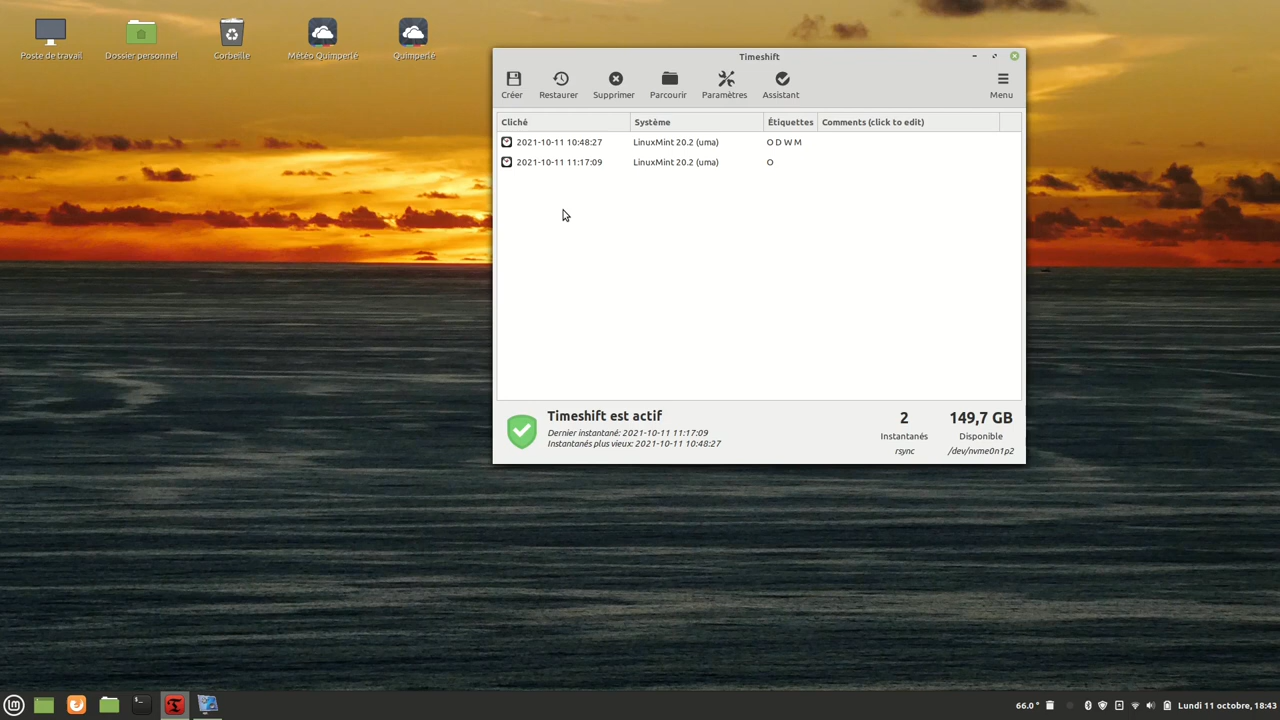 Poste de travail
Dossier personnel
Corbeille
Météo Quimperlé
Quimperlé
Timeshift
Créer
Restaurer
Supprimer
Parcourir
Paramètres
Assistant
Menu
Cliché
Système
Étiquettes
Comments (click to edit)
2021-10-11 10:48:27
LinuxMint 20.2 (uma)
O D W M
2021-10-11 11:17:09
LinuxMint 20.2 (uma)
O
Timeshift est actif
Dernier instantané: 2021-10-11 11:17:09
Instantanés plus vieux: 2021-10-11 10:48:27
2
Instantanés
rsync
149,7 GB
Disponible
/dev/nvme0n1p2
66.0 °
Lundi 11 octobre, 18:43